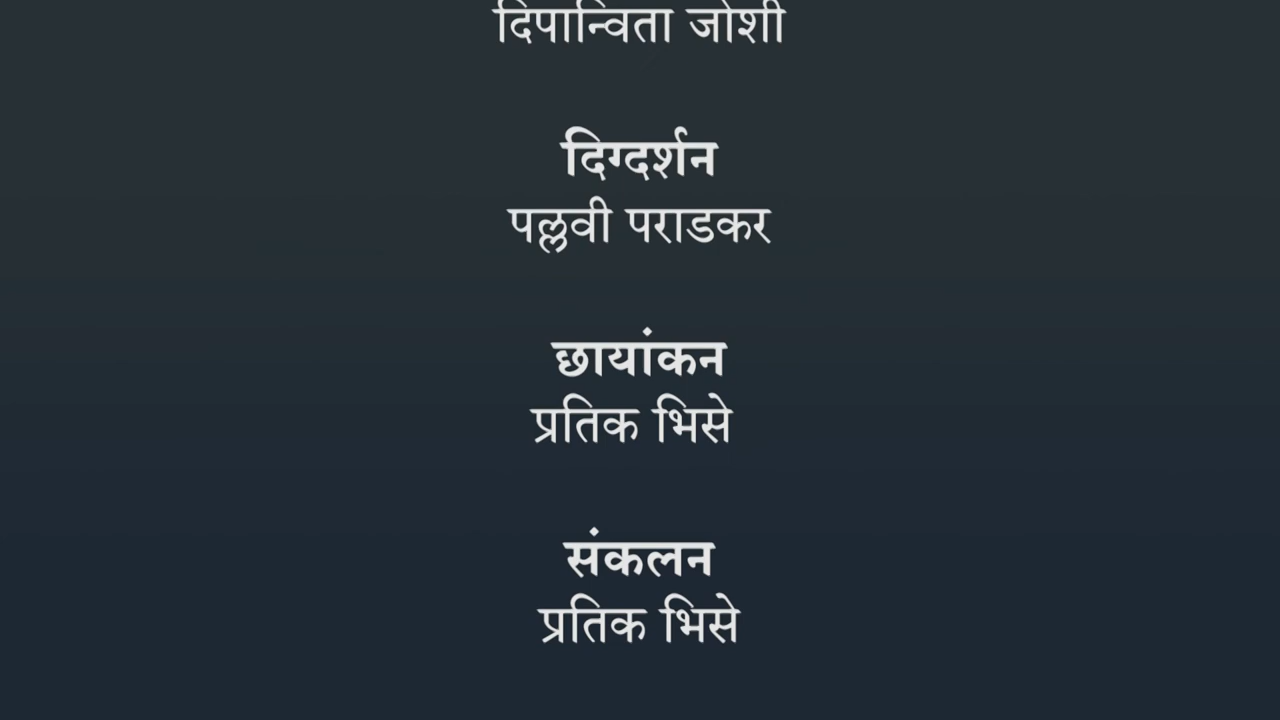 दिपान्विता जोशी
दिग्दर्शन
पल्लवी पराडकर
छायांकन
प्रतिक भिसे
संकलन
प्रतिक भिसे